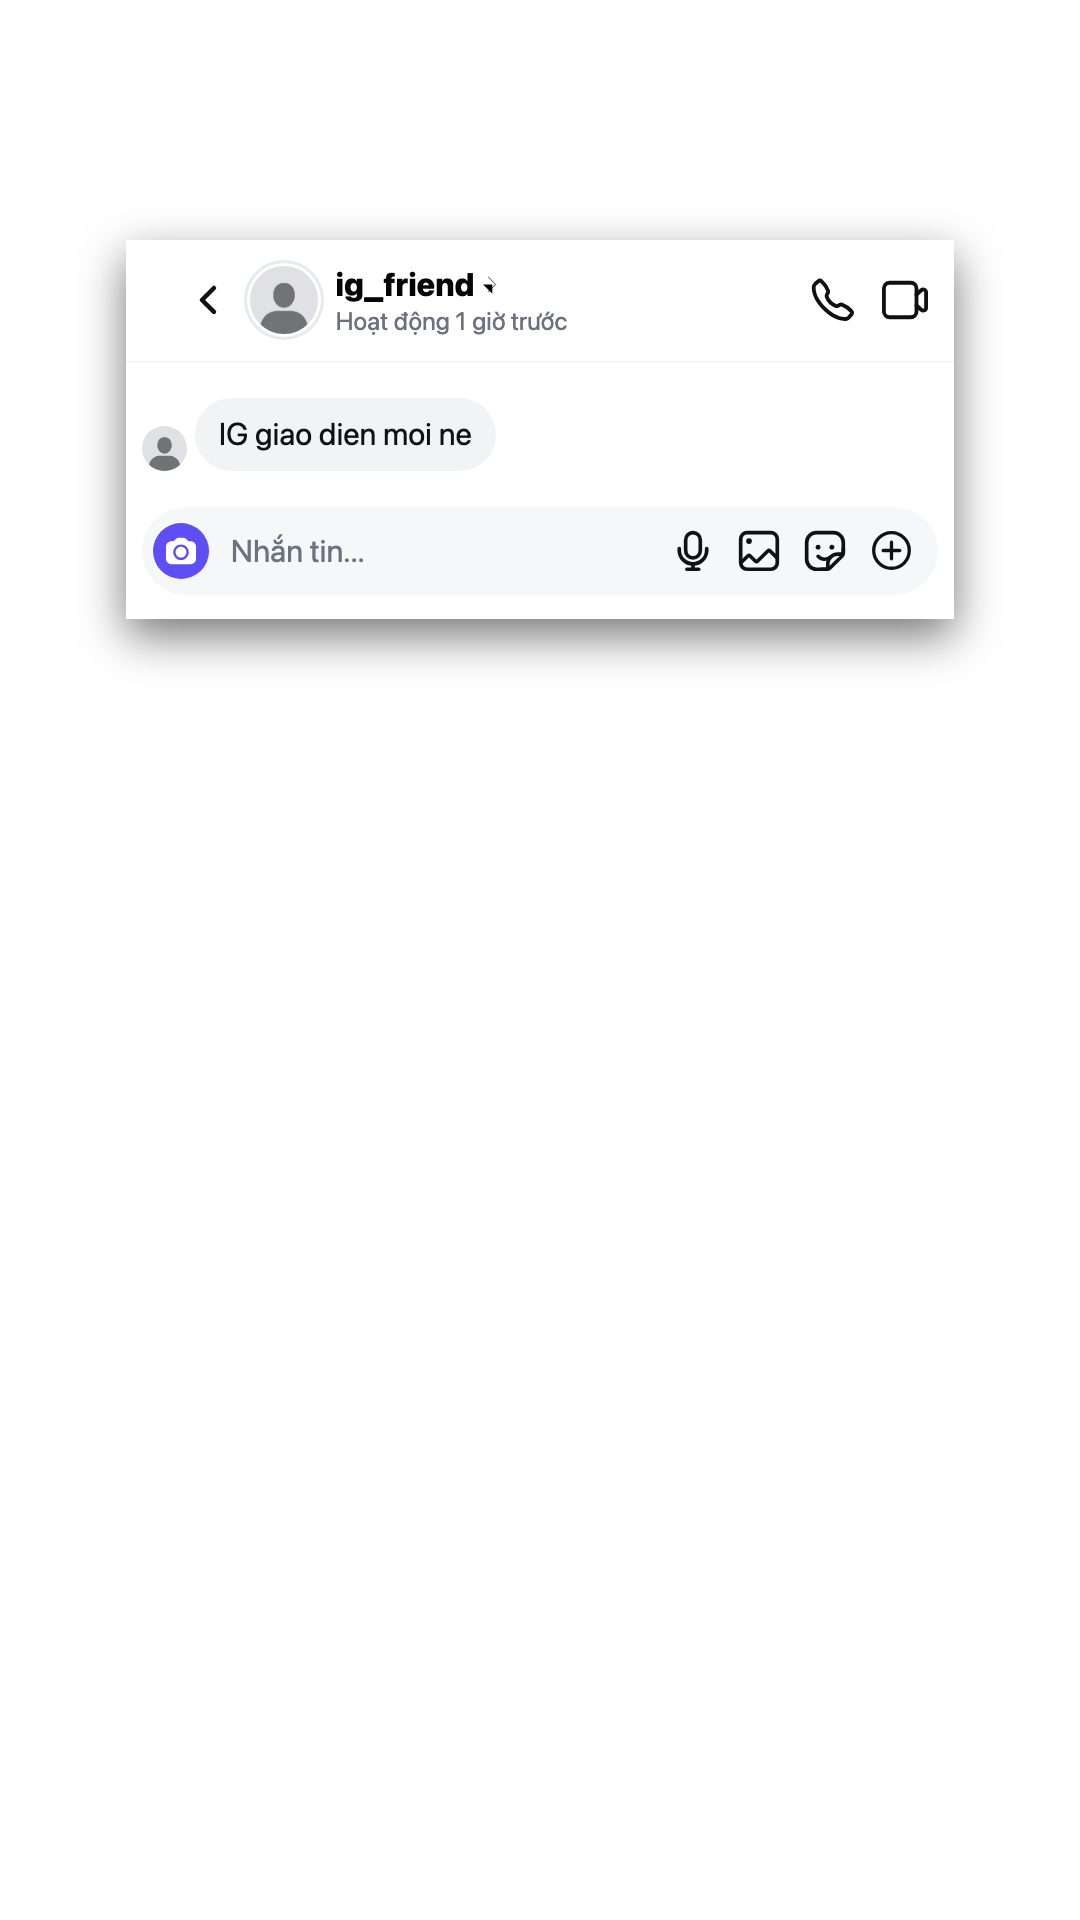 ig_friend
Hoạt động 1 giờ trước
IG giao dien moi ne
Nhắn tin...